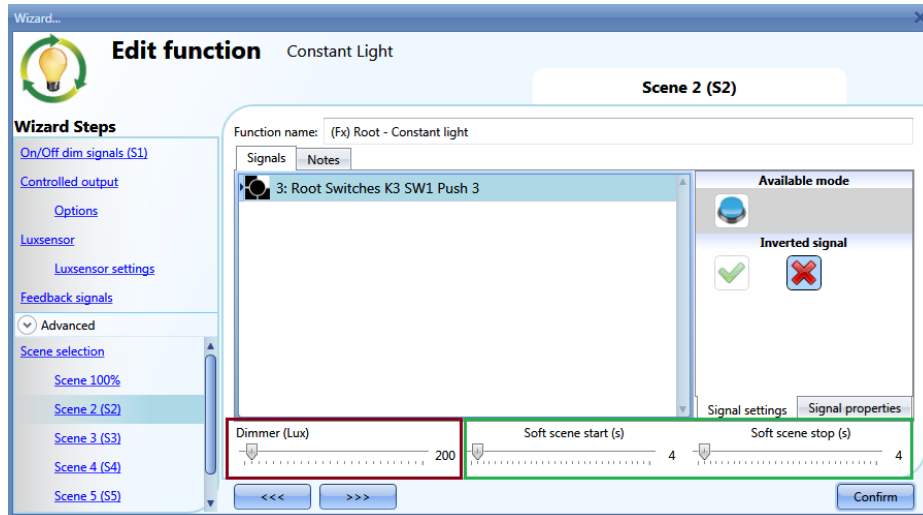 Wizard...
Edit function Constant Light
Scene 2 (S2)
Wizard Steps
On/Off dim signals (S1)
Controlled output
Options
Luxsensor
Luxsensor settings
Feedback signals
Advanced
Scene selection
Scene 100%
Scene 2 (S2)
Scene 3 (S3)
Scene 4 (S4)
Scene 5 (S5)
Function name: (Fx) Root - Constant light
Signals Notes
3: Root Switches K3 SW1 Push 3
Available mode
Inverted signal
Signal settings Signal properties
Dimmer (Lux) Soft scene start (s) Soft scene stop (s)
200 4 4
<<< >>> Confirm